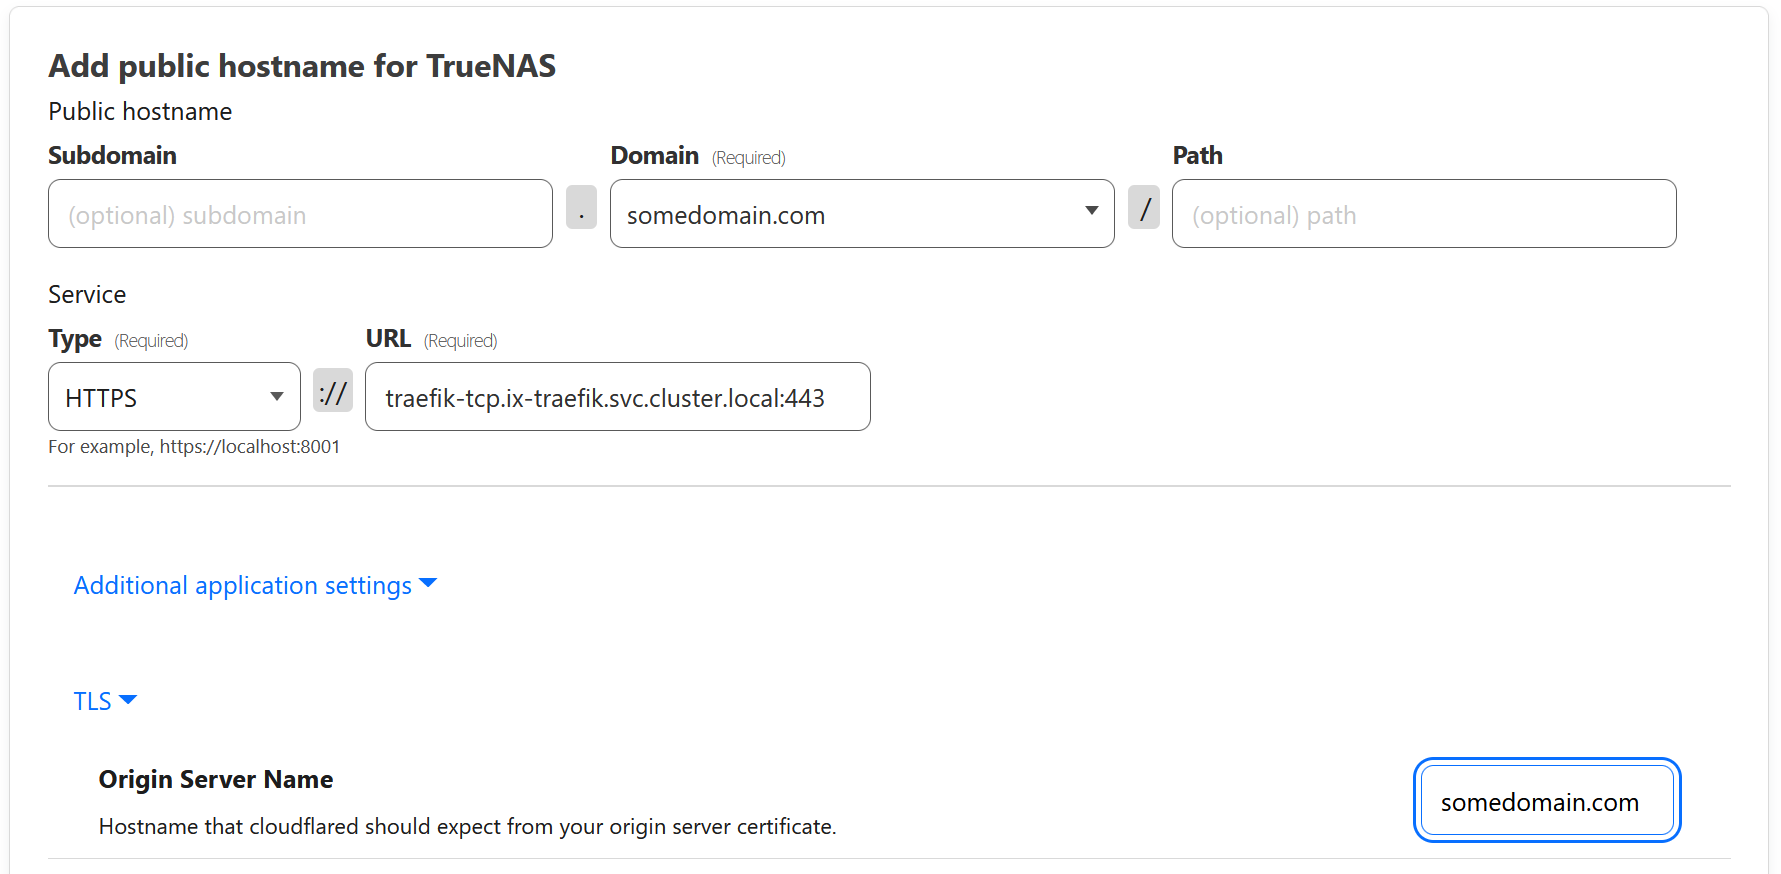 Add public hostname for TrueNAS
Public hostname
Subdomain Domain (Required) Path
(optional) subdomain . somedomain.com / (optional) path
Service
Type (Required) URL (Required)
HTTPS :// traefik-tcp.ix-traefik.svc.cluster.local:443
For example, https://localhost:8001
Additional application settings
TLS
Origin Server Name
somedomain.com
Hostname that cloudflared should expect from your origin server certificate.